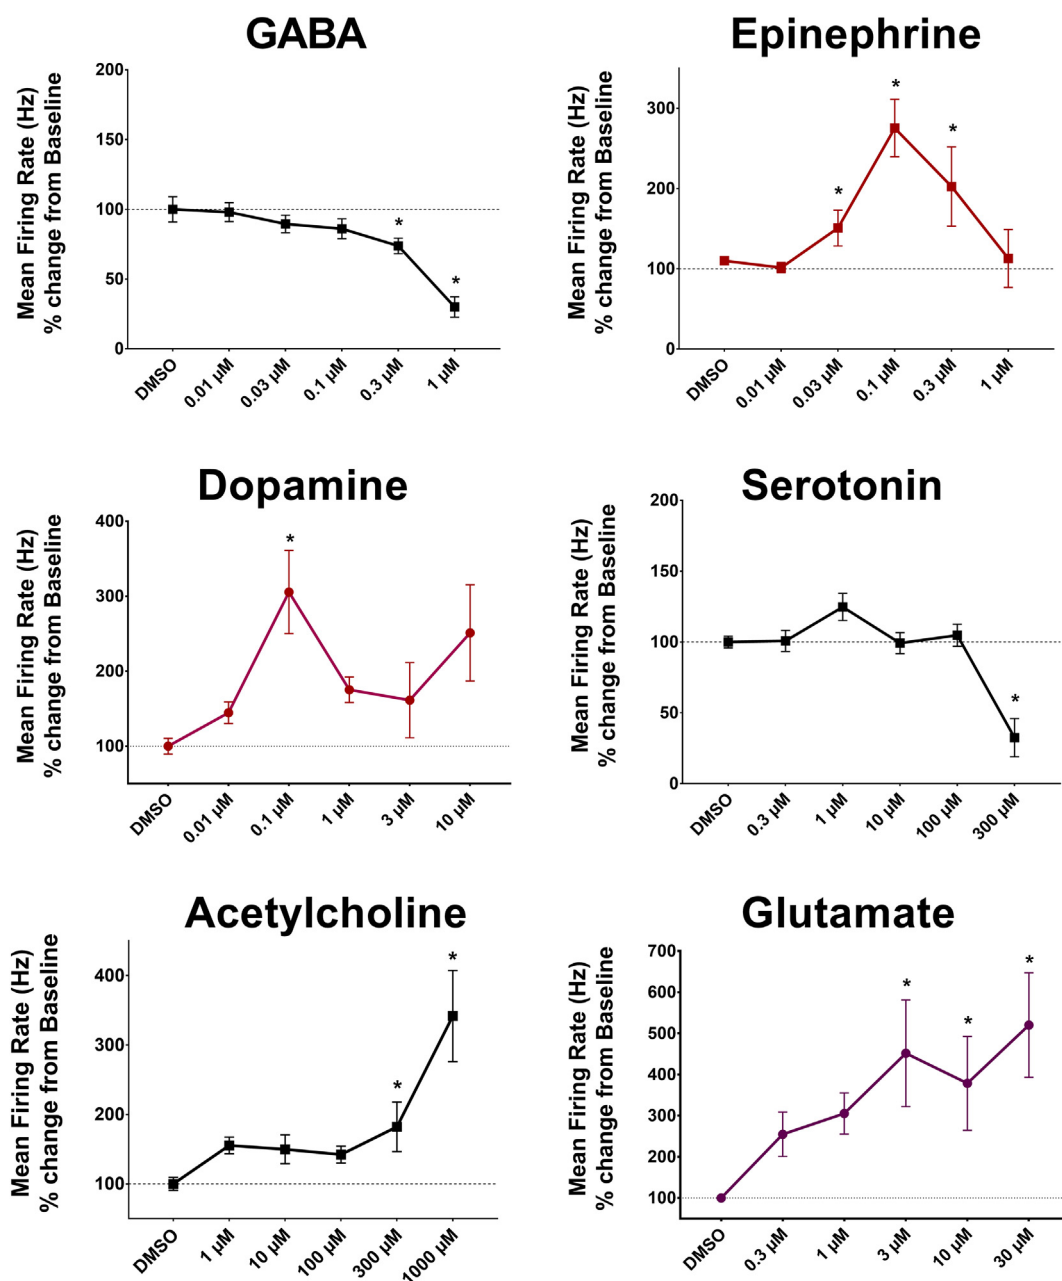 GABA
Mean Firing Rate (Hz)
% change from Baseline
200
150
100
50
0
*
*
DMSO
0.01 µM
0.03 µM
0.1 µM
0.3 µM
1 µM
Epinephrine
Mean Firing Rate (Hz)
% change from Baseline
300
200
100
0
*
*
*
DMSO
0.01 µM
0.03 µM
0.1 µM
0.3 µM
1 µM
Dopamine
Mean Firing Rate (Hz)
% change from Baseline
400
300
200
100
*
DMSO
0.01 µM
0.1 µM
1 µM
3 µM
10 µM
Serotonin
Mean Firing Rate (Hz)
% change from Baseline
200
150
100
50
0
*
DMSO
0.3 µM
1 µM
10 µM
100 µM
300 µM
Acetylcholine
Mean Firing Rate (Hz)
% change from Baseline
400
300
200
100
*
*
DMSO
1 µM
10 µM
100 µM
300 µM
1000 µM
Glutamate
Mean Firing Rate (Hz)
% change from Baseline
700
600
500
400
300
200
100
*
*
*
DMSO
0.3 µM
1 µM
3 µM
10 µM
30 µM